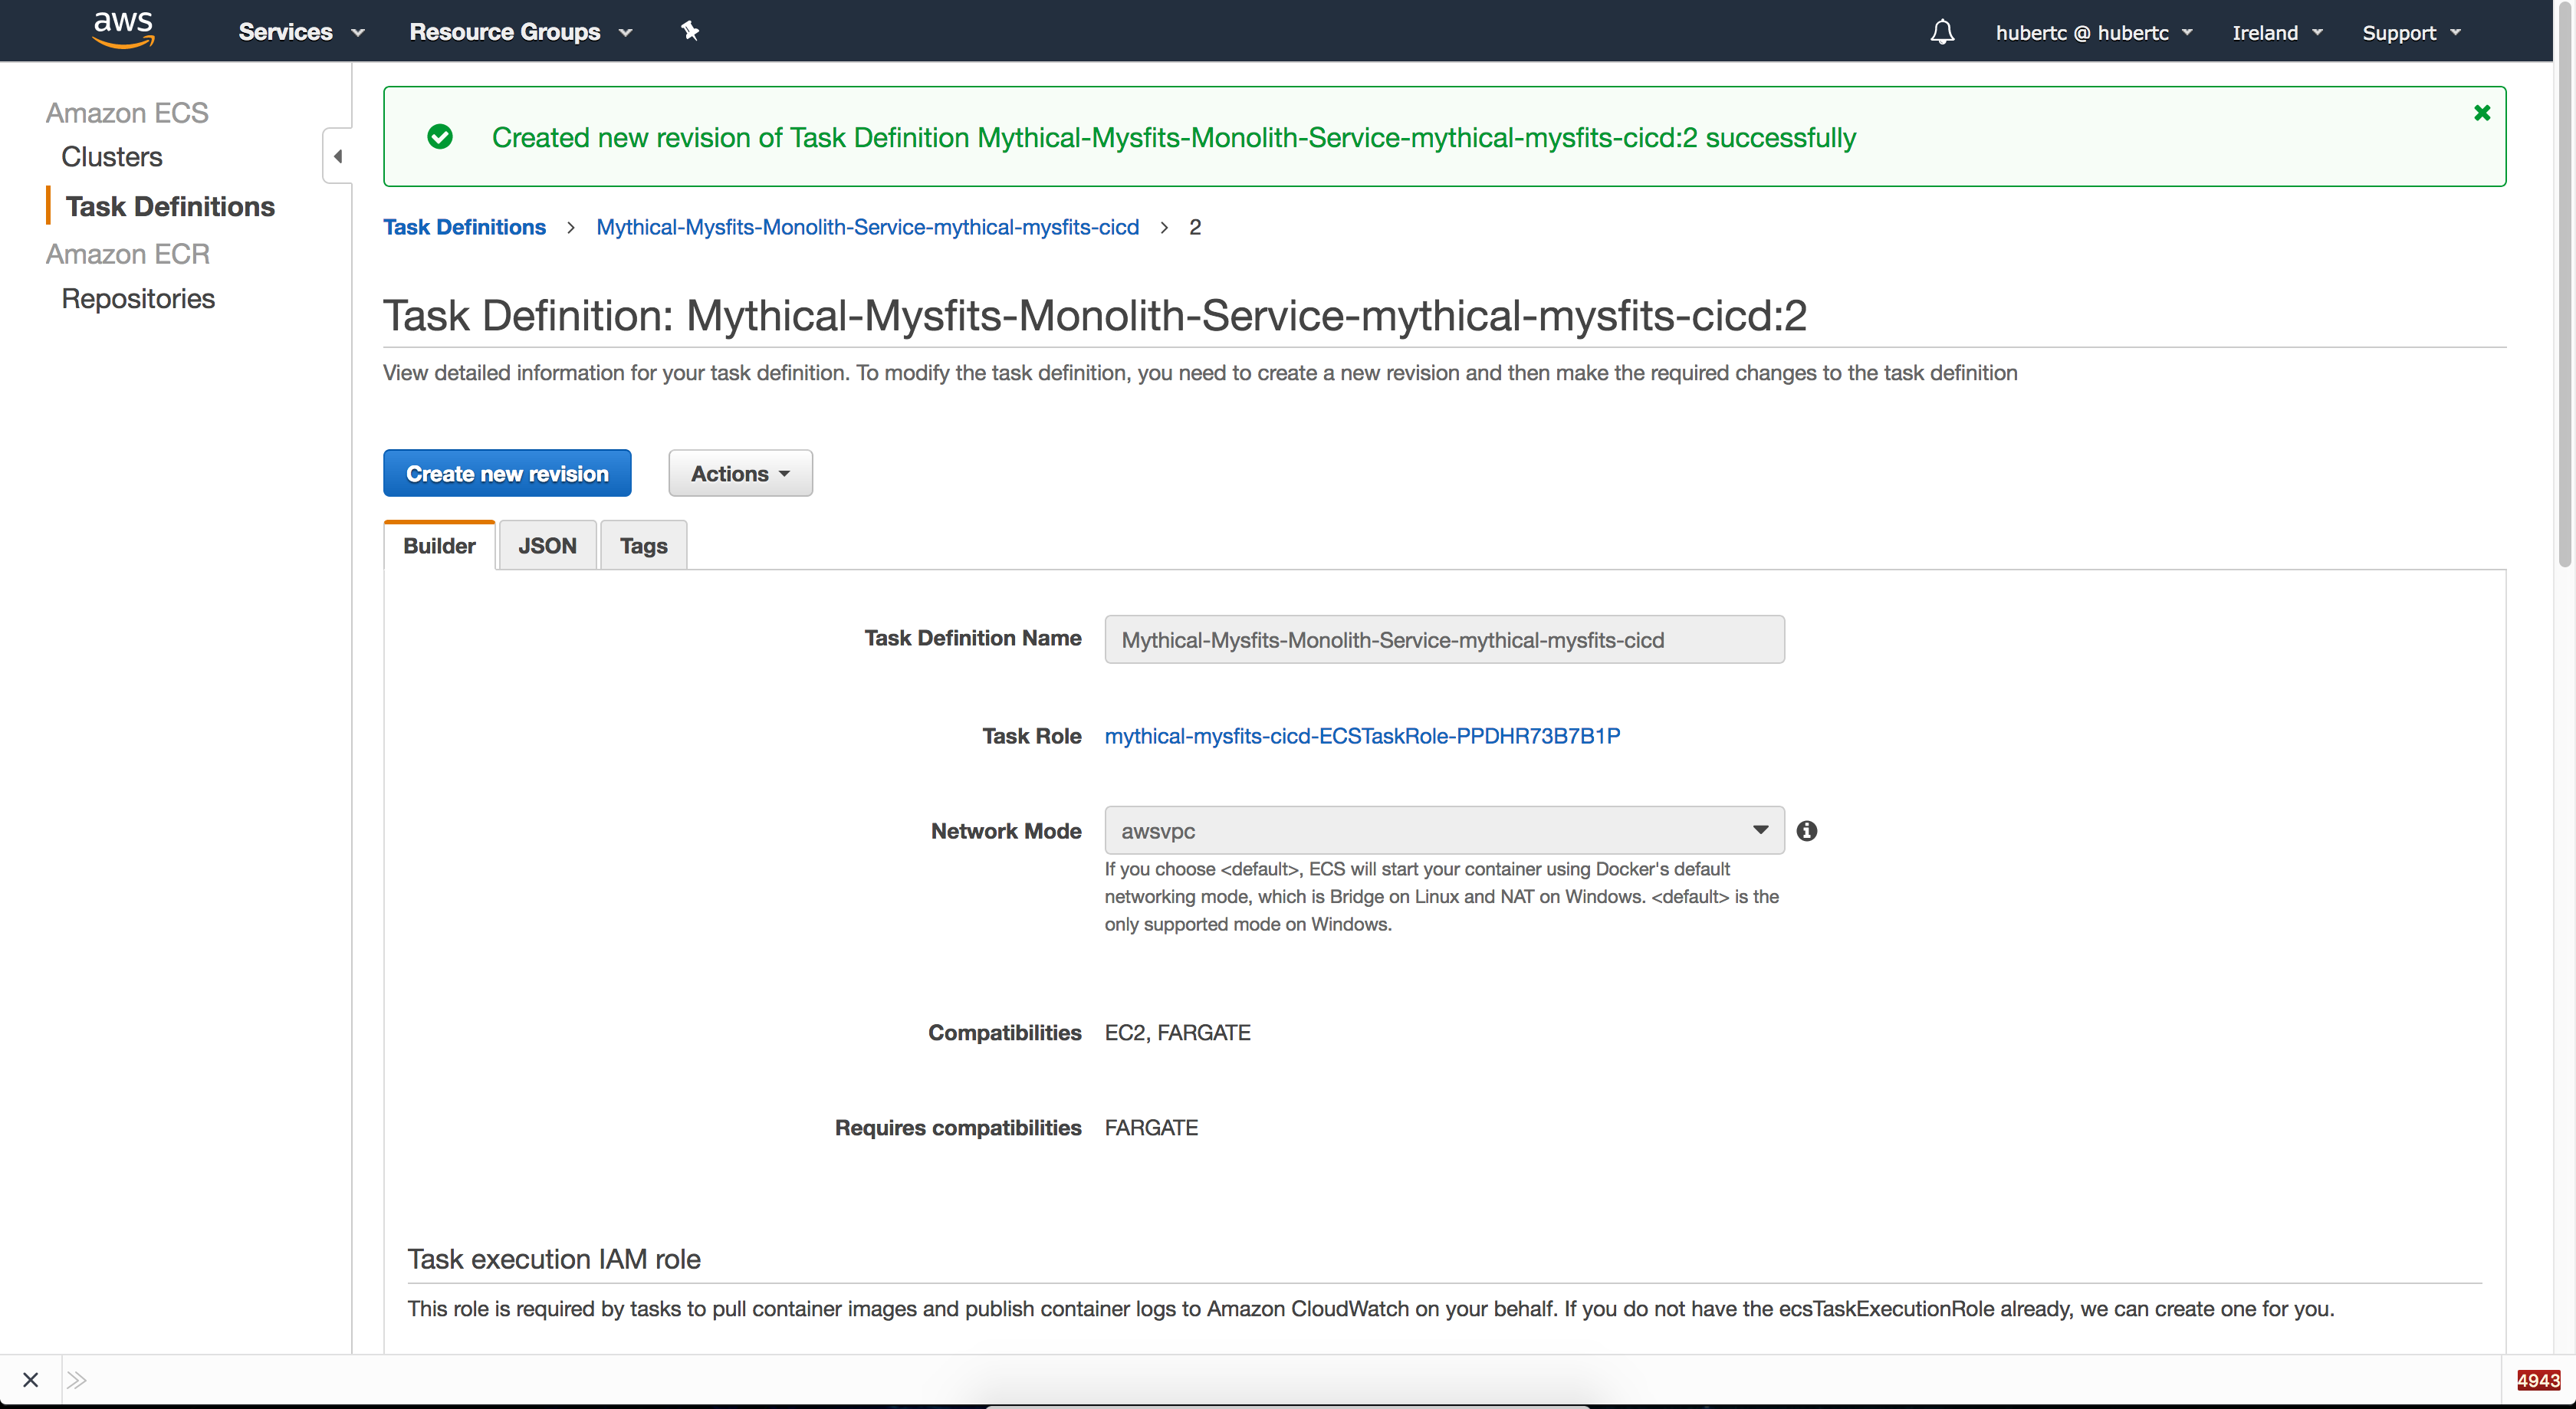 aws Services Resource Groups hubertc @ hubertc Ireland Support
Amazon ECS
Clusters
Task Definitions
Amazon ECR
Repositories
Created new revision of Task Definition Mythical-Mysfits-Monolith-Service-mythical-mysfits-cicd:2 successfully
Task Definitions > Mythical-Mysfits-Monolith-Service-mythical-mysfits-cicd > 2
Task Definition: Mythical-Mysfits-Monolith-Service-mythical-mysfits-cicd:2
View detailed information for your task definition. To modify the task definition, you need to create a new revision and then make the required changes to the task definition
Create new revision Actions
Builder JSON Tags
Task Definition Name Mythical-Mysfits-Monolith-Service-mythical-mysfits-cicd
Task Role mythical-mysfits-cicd-ECSTaskRole-PPDHR73B7B1P
Network Mode awsvpc
If you choose <default>, ECS will start your container using Docker's default
networking mode, which is Bridge on Linux and NAT on Windows. <default> is the
only supported mode on Windows.
Compatibilities EC2, FARGATE
Requires compatibilities FARGATE
Task execution IAM role
This role is required by tasks to pull container images and publish container logs to Amazon CloudWatch on your behalf. If you do not have the ecsTaskExecutionRole already, we can create one for you.
4943